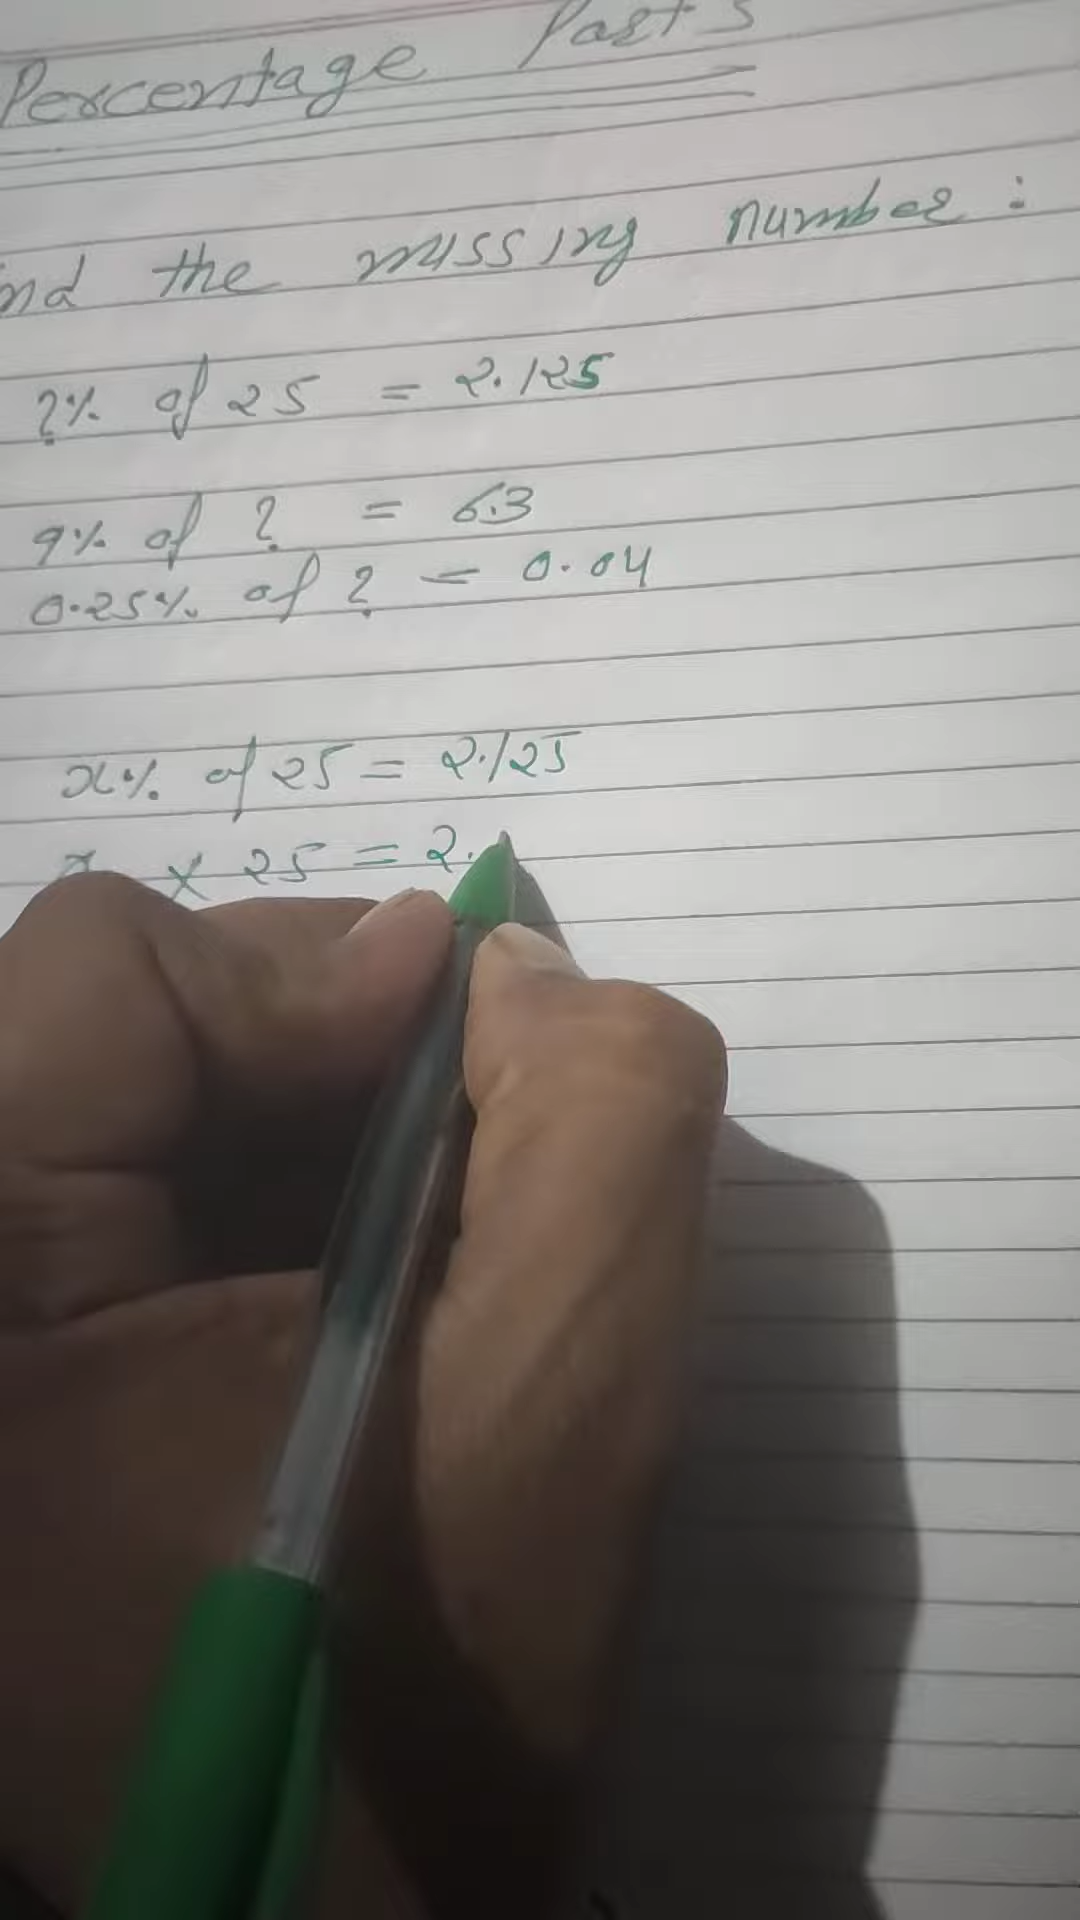 Percentage Part 5
ind the missing number :
?% of 25 = 2.125
9% of ? = 6.3
0.25% of ? = 0.04
x% of 25 = 2.125
x × 25 = 2.